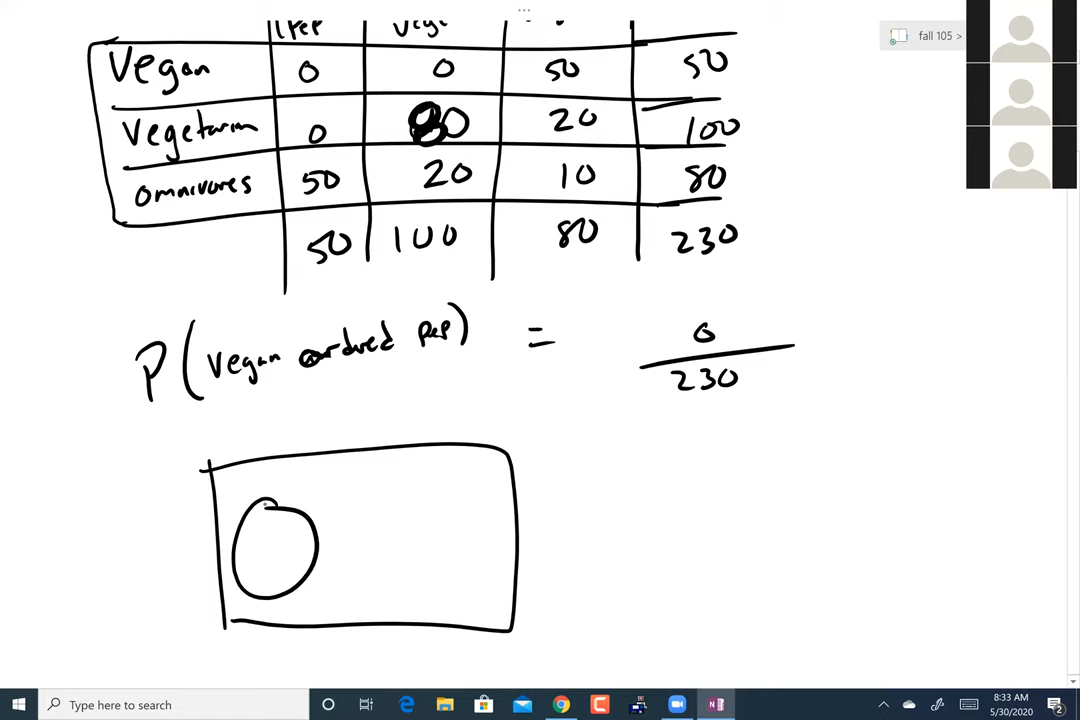 fall 105 >
Vegan 0 0 50 50
Vegetarian 0 80 20 100
omnivores 50 20 10 80
50 100 80 230
P(vegan ordered pep) = 0
230
Type here to search
8:33 AM
5/30/2020
2